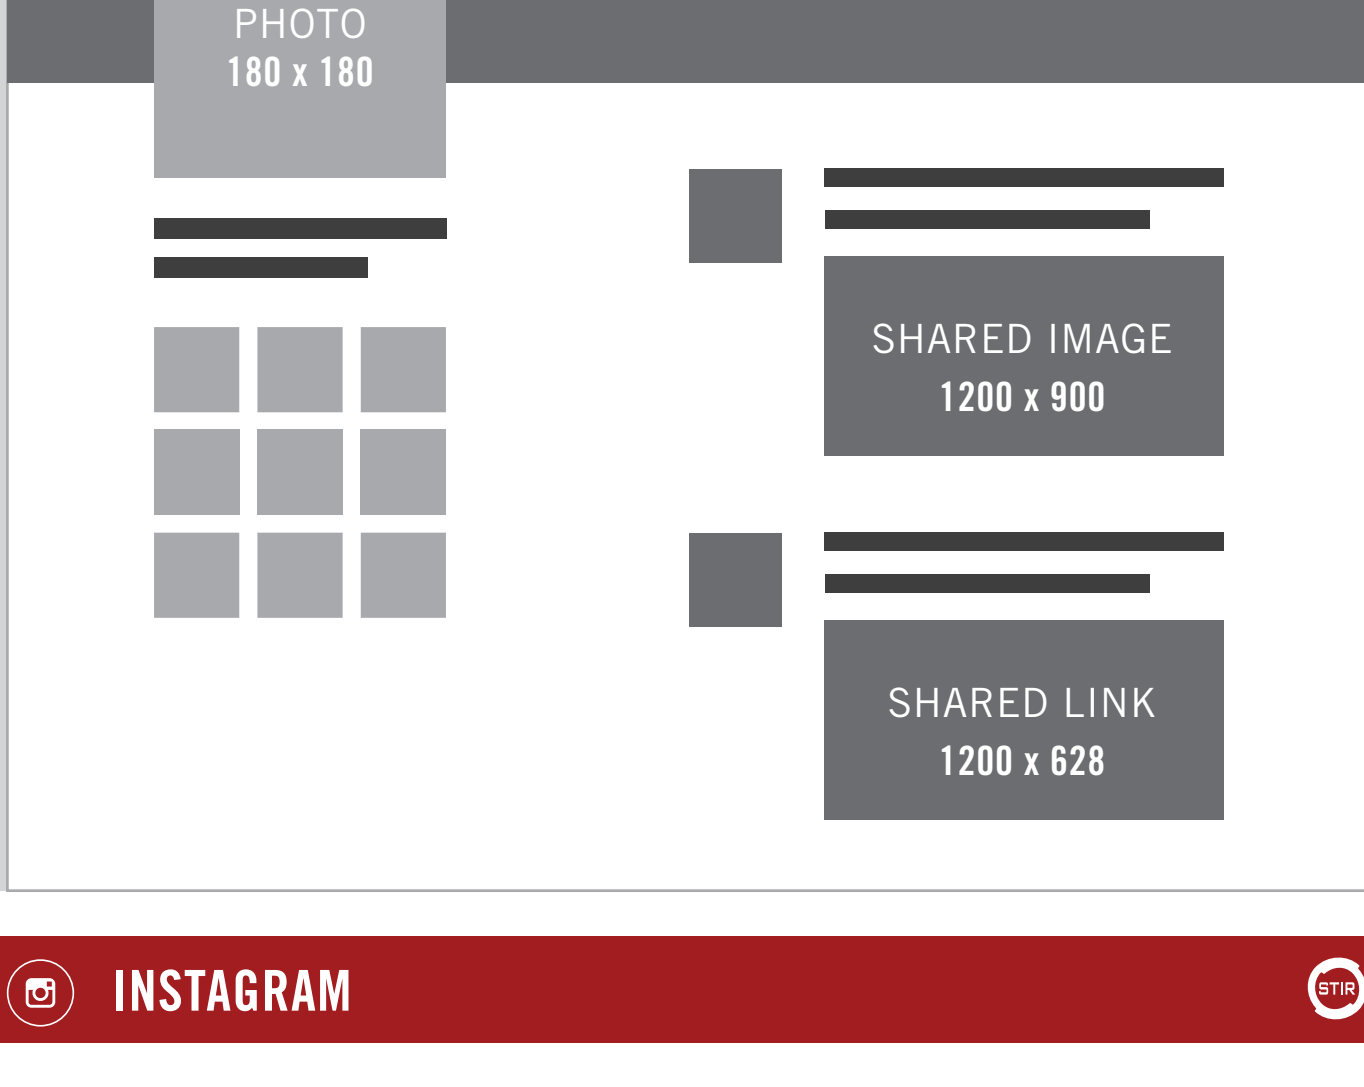 PHOTO
180 x 180
SHARED IMAGE
1200 x 900
SHARED LINK
1200 x 628
INSTAGRAM
STIR